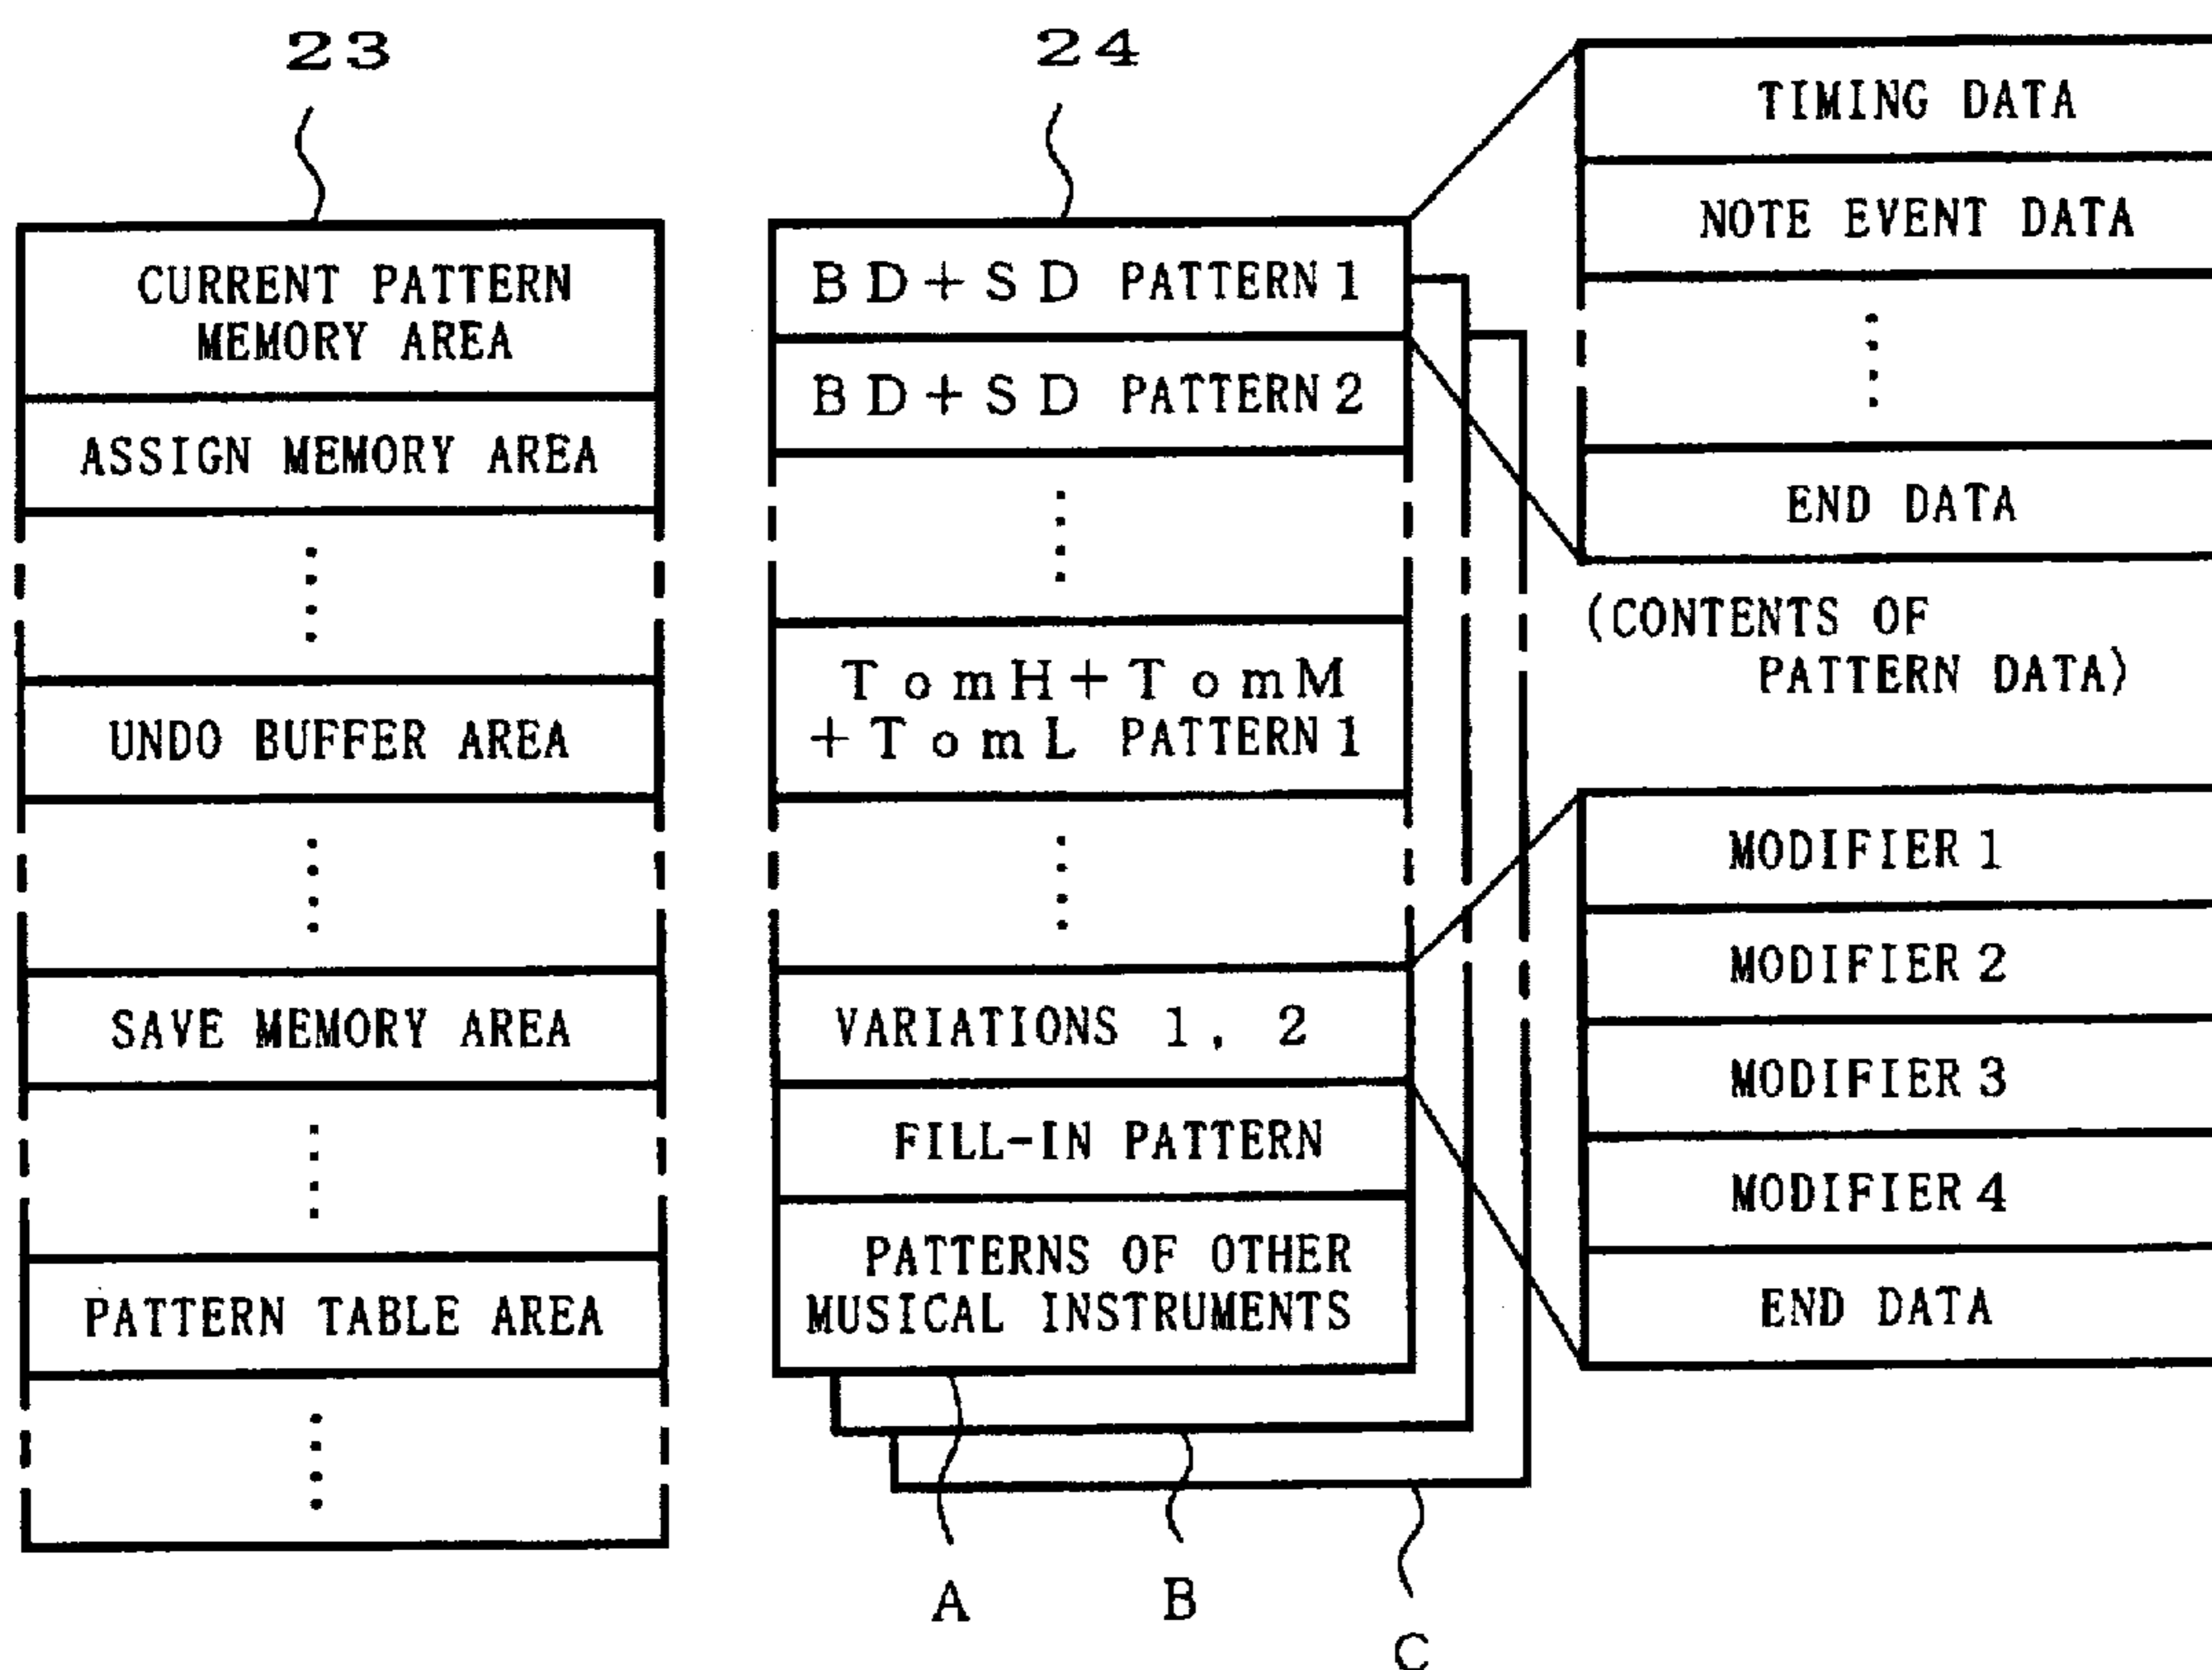 23
CURRENT PATTERN
MEMORY AREA
ASSIGN MEMORY AREA
UNDO BUFFER AREA
SAVE MEMORY AREA
PATTERN TABLE AREA
24
BD+SD PATTERN 1
BD+SD PATTERN 2
TomH+TomM
+TomL PATTERN 1
VARIATIONS 1, 2
FILL-IN PATTERN
PATTERNS OF OTHER
MUSICAL INSTRUMENTS
A
B
C
TIMING DATA
NOTE EVENT DATA
END DATA
(CONTENTS OF
PATTERN DATA)
MODIFIER 1
MODIFIER 2
MODIFIER 3
MODIFIER 4
END DATA